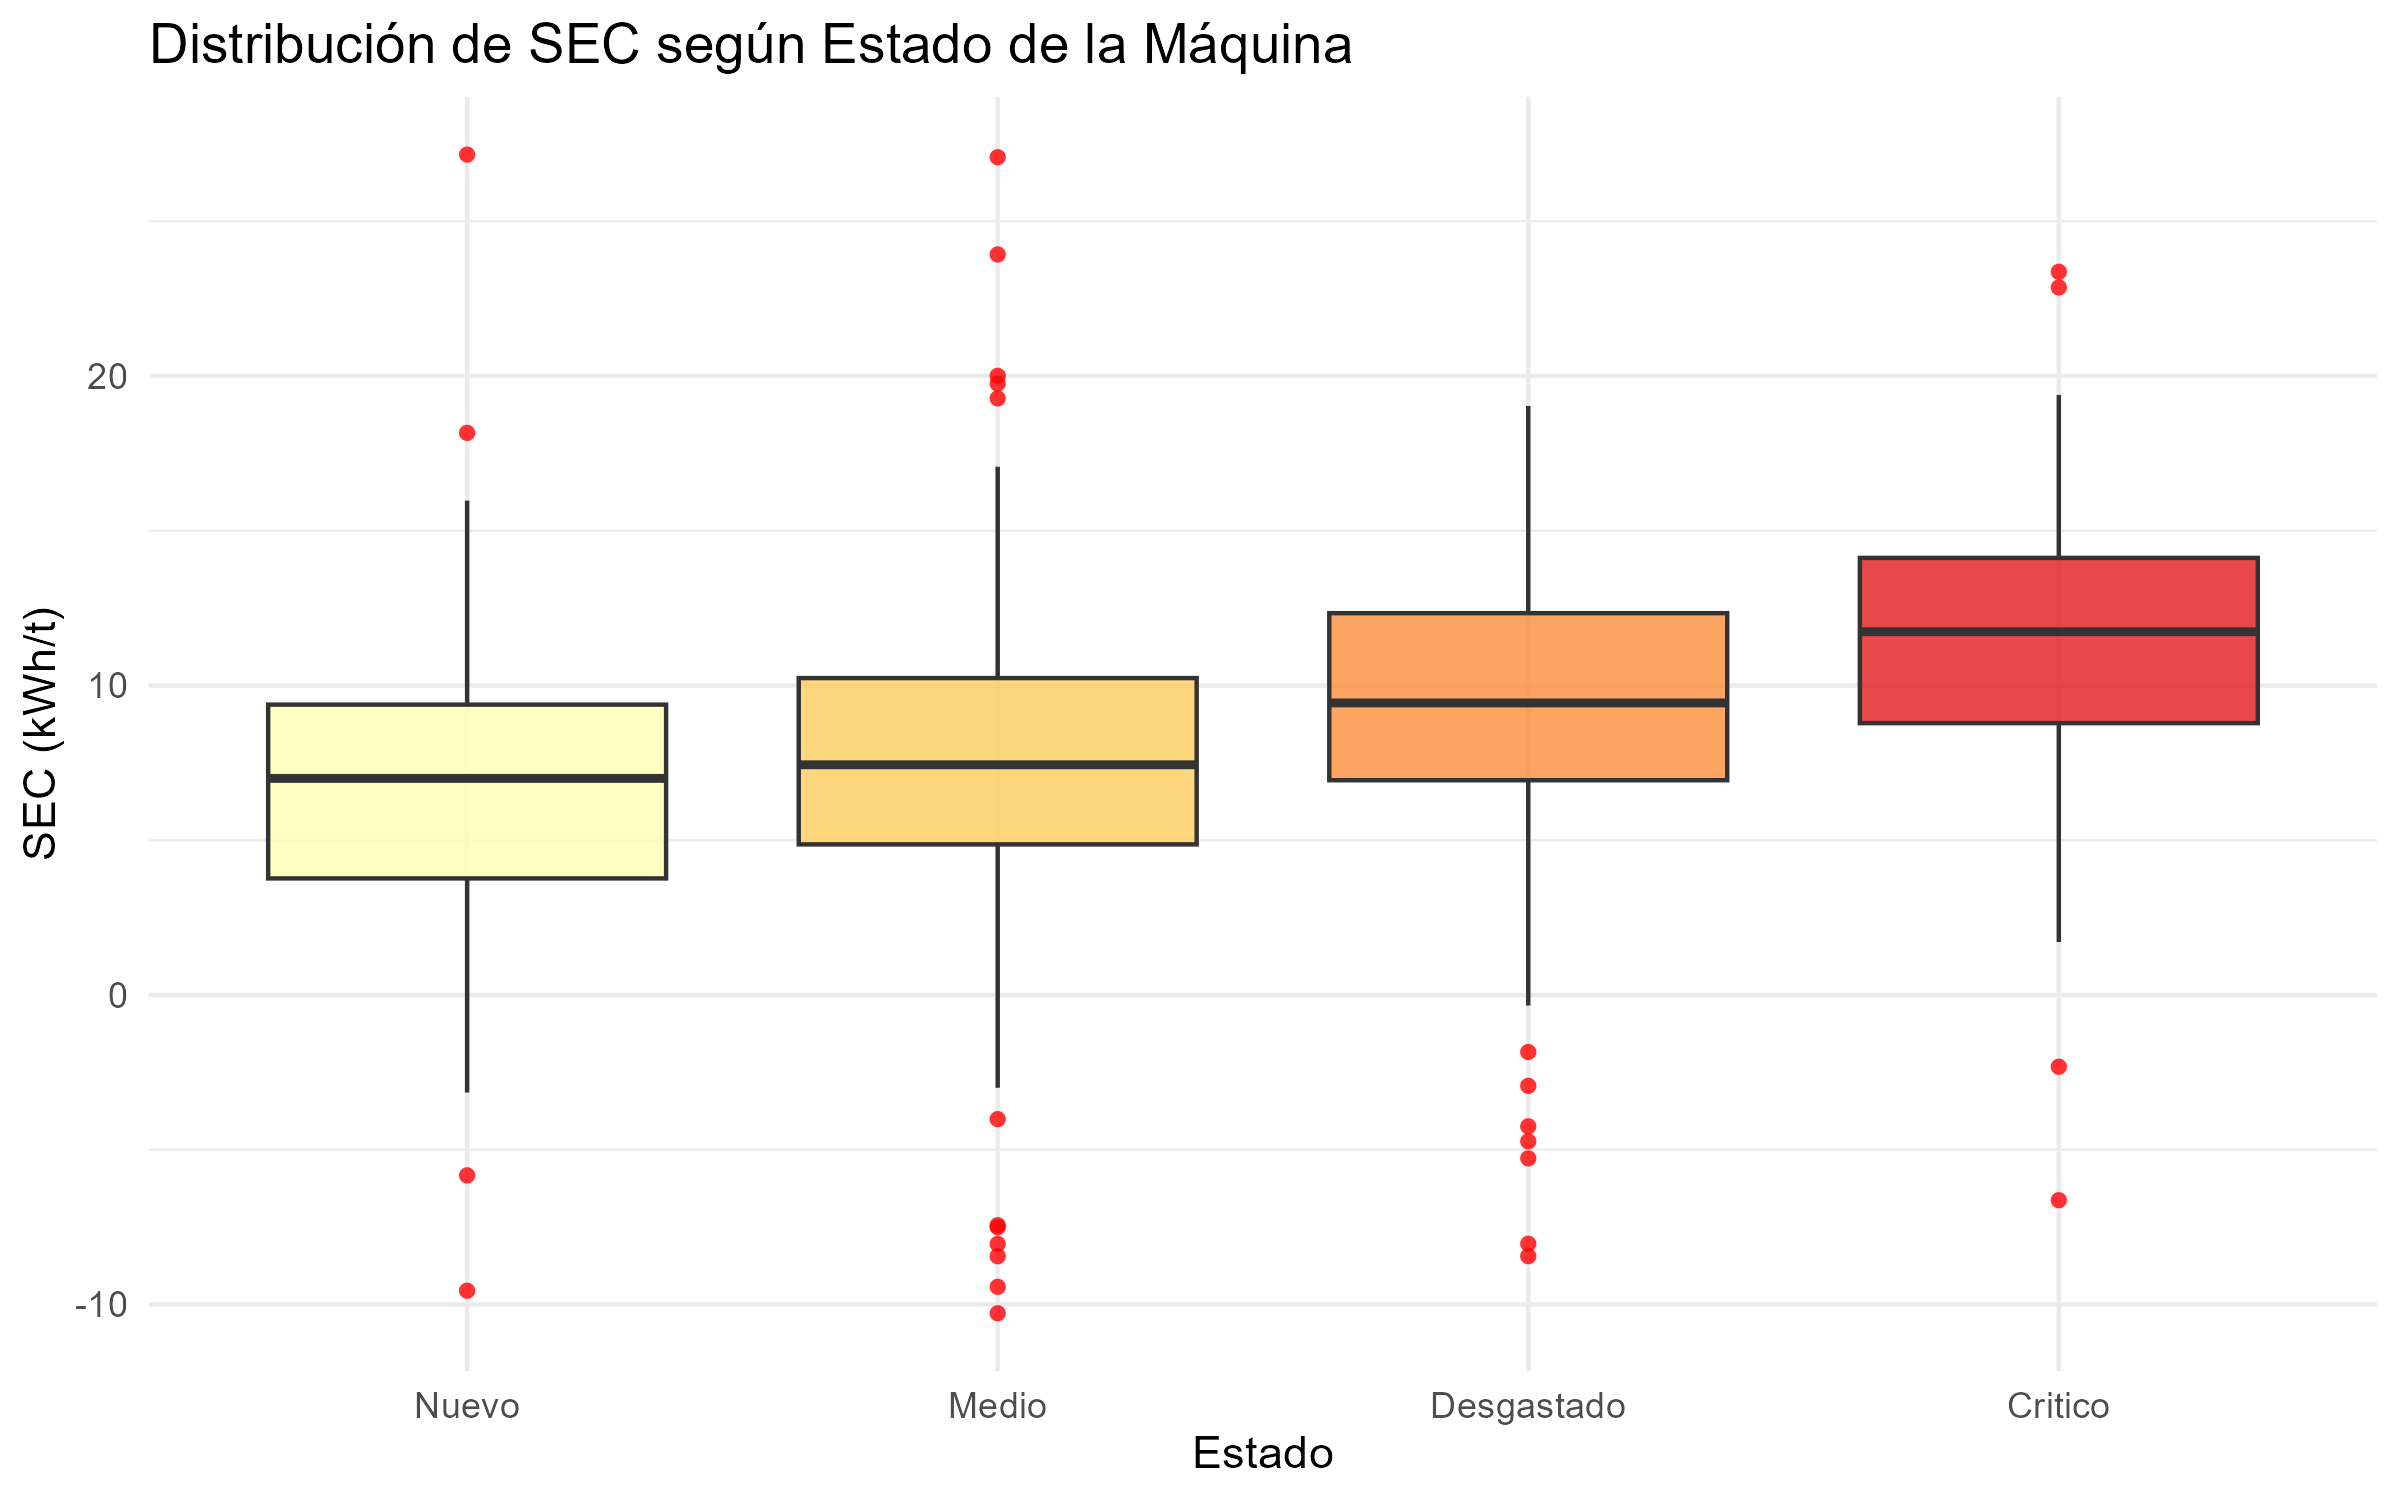 Distribución de SEC según Estado de la Máquina
SEC (kWh/t)
20
10
0
-10
Nuevo
Medio
Desgastado
Critico
Estado